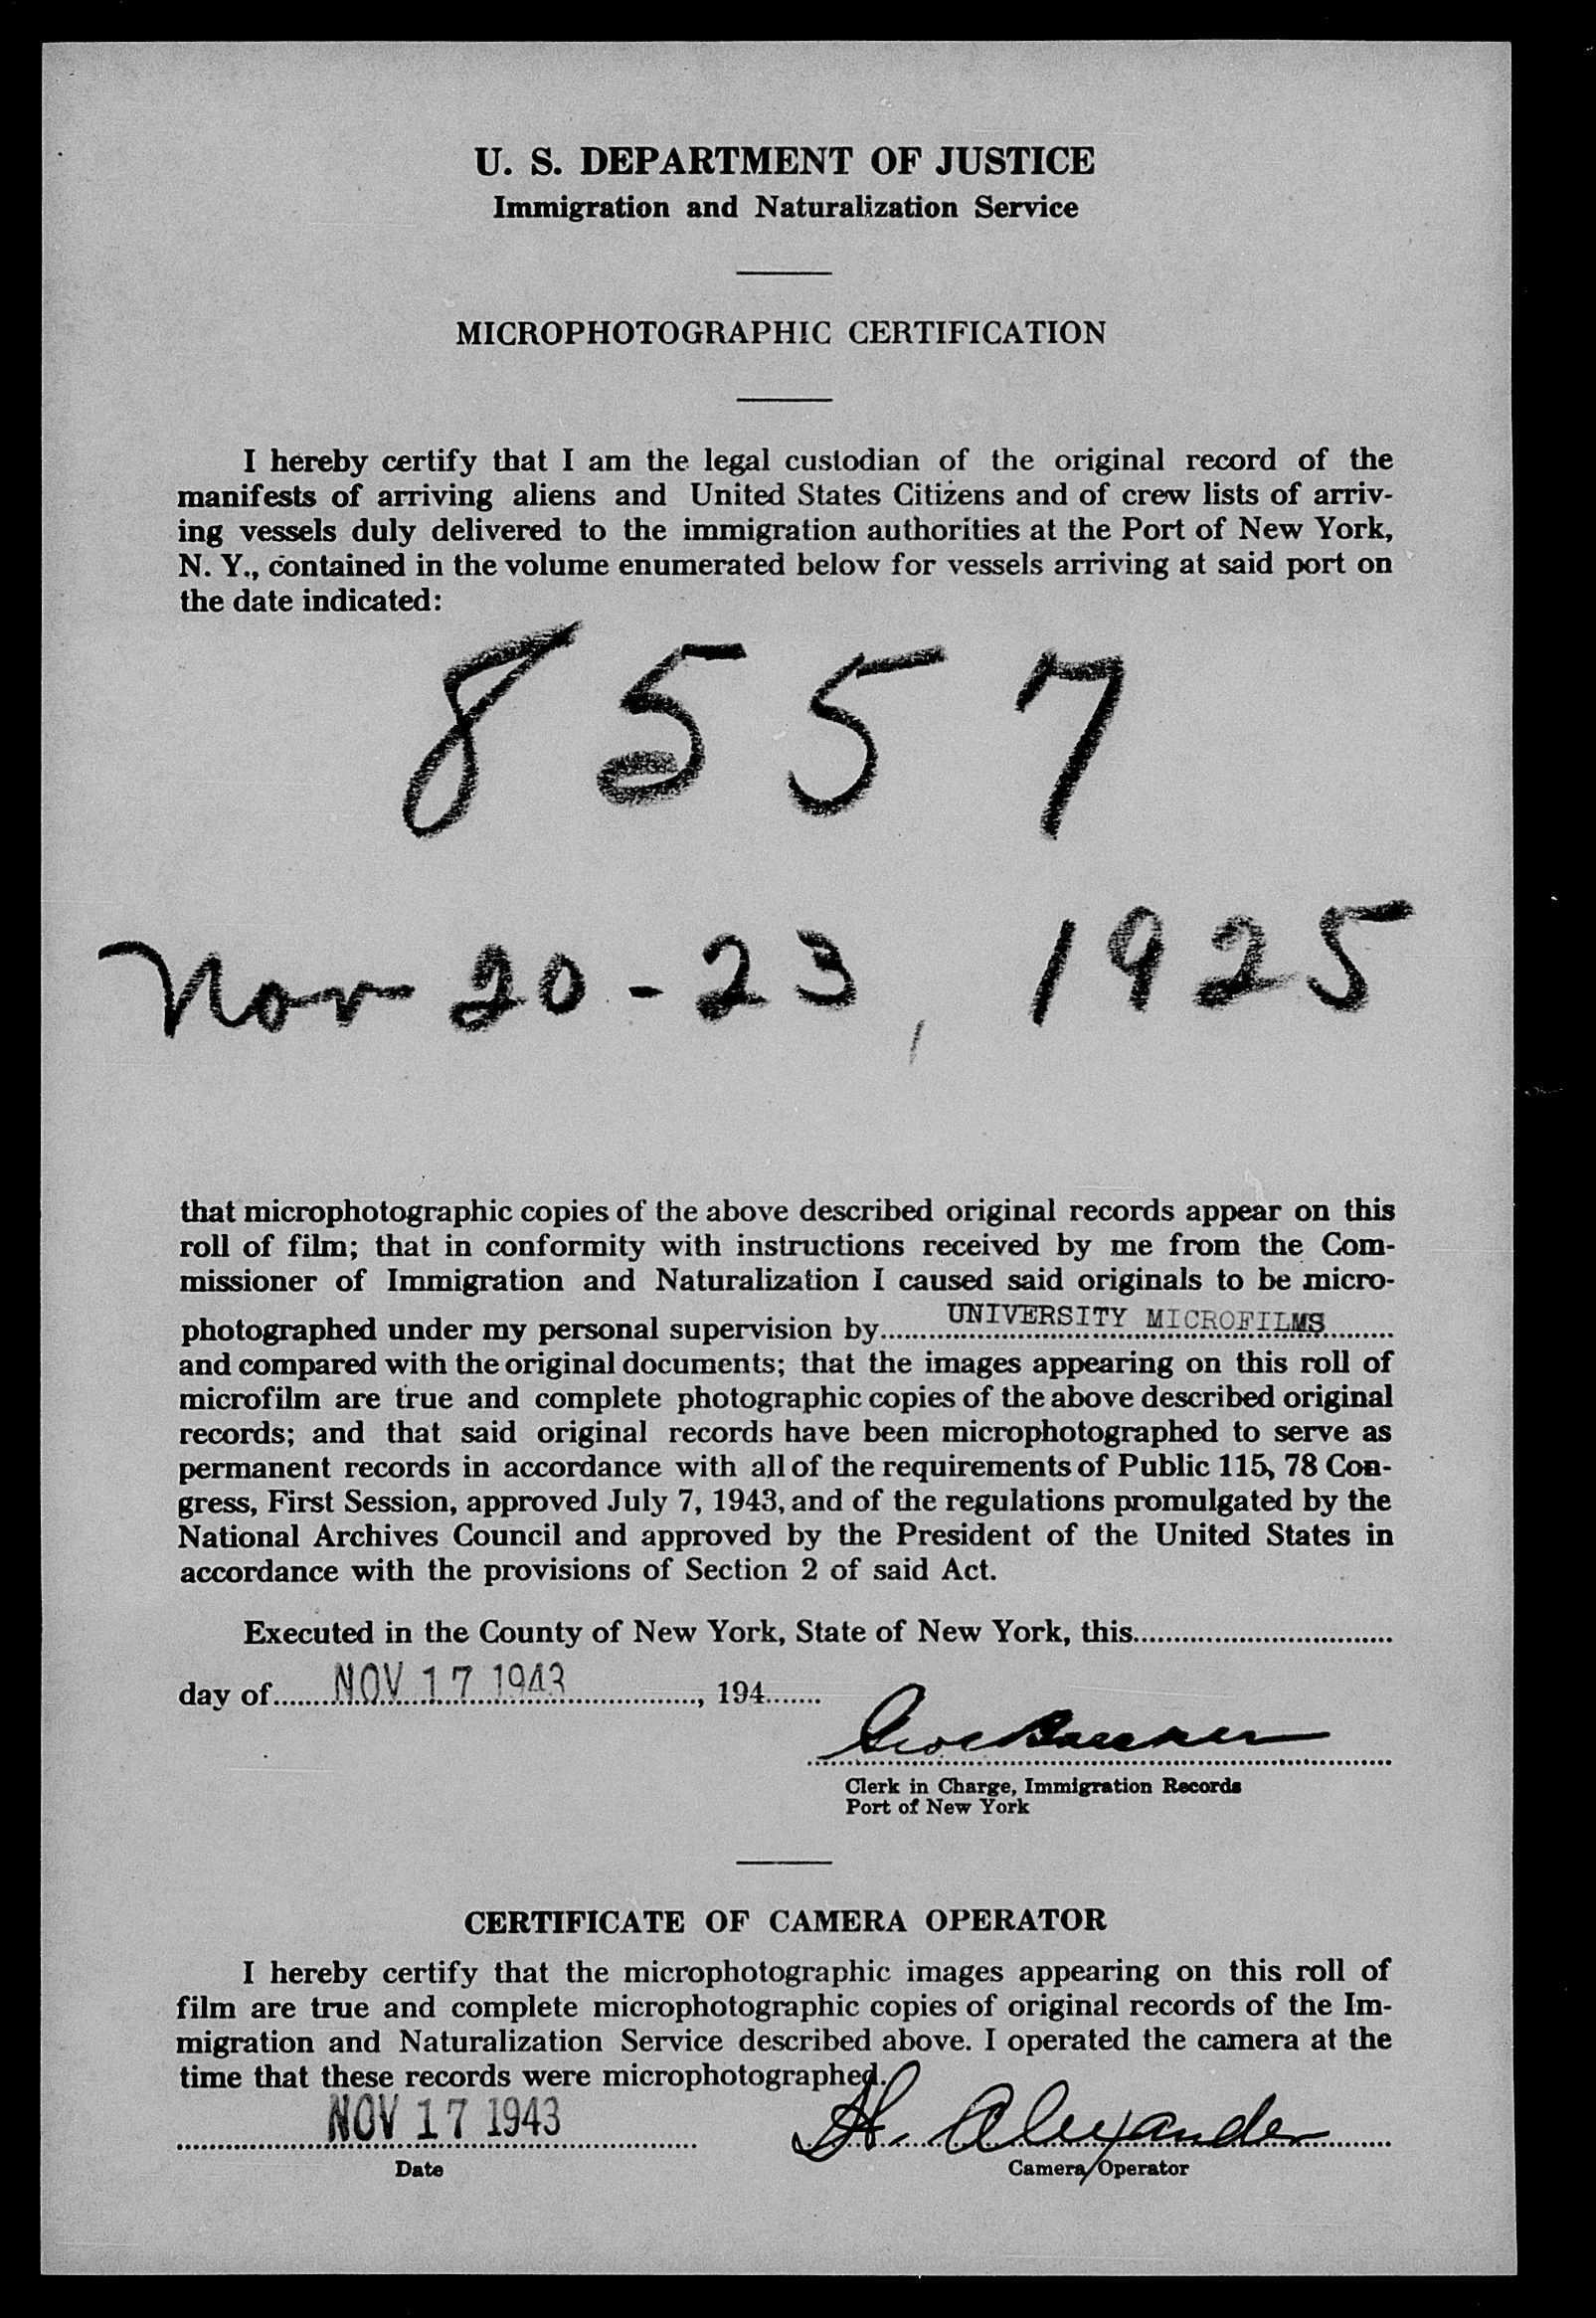 U. S. DEPARTMENT OF JUSTICE
Immigration and Naturalization Service
MICROPHOTOGRAPHIC CERTIFICATION
I hereby certify that I am the legal custodian of the original record of the
manifests of arriving aliens and United States Citizens and of crew lists of arriv-
ing vessels duly delivered to the immigration authorities at the Port of New York,
N. Y., contained in the volume enumerated below for vessels arriving at said port on
the date indicated:
8557
Nov 20-23, 1925
that microphotographic copies of the above described original records appear on this
roll of film; that in conformity with instructions received by me from the Com-
missioner of Immigration and Naturalization I caused said originals to be micro-
photographed under my personal supervision by UNIVERSITY MICROFILMS
and compared with the original documents; that the images appearing on this roll of
microfilm are true and complete photographic copies of the above described original
records; and that said original records have been microphotographed to serve as
permanent records in accordance with all of the requirements of Public 115, 78 Con-
gress, First Session, approved July 7, 1943, and of the regulations promulgated by the
National Archives Council and approved by the President of the United States in
accordance with the provisions of Section 2 of said Act.
Executed in the County of New York, State of New York, this
day of NOV 17 1943, 194
Clerk in Charge, Immigration Records
Port of New York
CERTIFICATE OF CAMERA OPERATOR
I hereby certify that the microphotographic images appearing on this roll of
film are true and complete microphotographic copies of original records of the Im-
migration and Naturalization Service described above. I operated the camera at the
time that these records were microphotographed.
NOV 17 1943 H. Alexander
Date Camera Operator